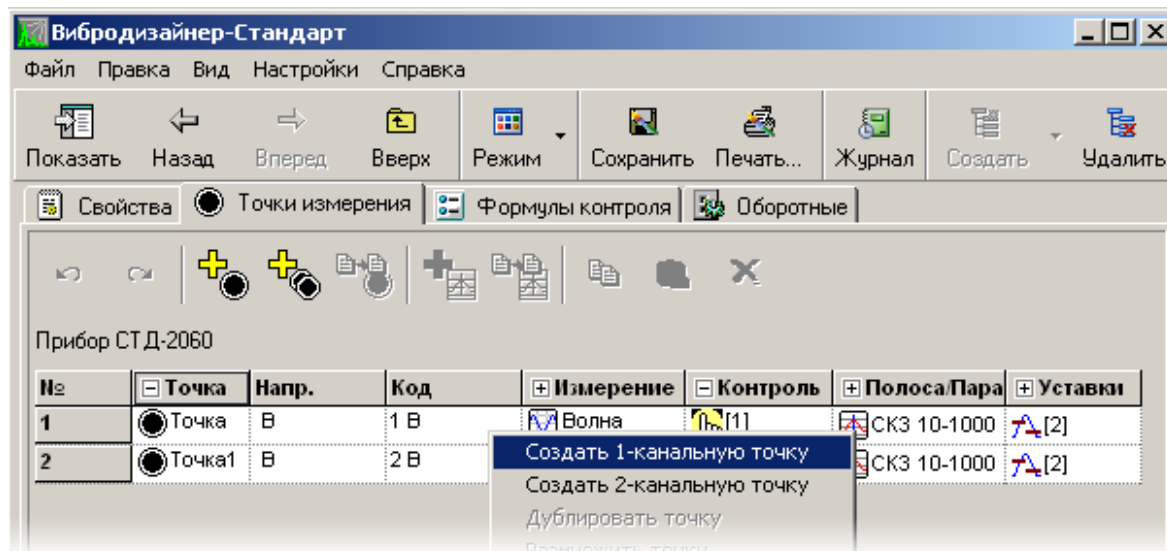 Вибродизайнер-Стандарт
Файл Правка Вид Настройки Справка
Показать Назад Вперед Вверх Режим Сохранить Печать... Журнал Создать Удалить
Свойства Точки измерения Формулы контроля Оборотные
Прибор СТД-2060
№ Точка Напр. Код Измерение Контроль Полоса/Пара Уставки
1 Точка В 1 В Волна [1] СКЗ 10-1000 [2]
2 Точка1 В 2 В СКЗ 10-1000 [2]
Создать 1-канальную точку
Создать 2-канальную точку
Дублировать точку
Размножить точку